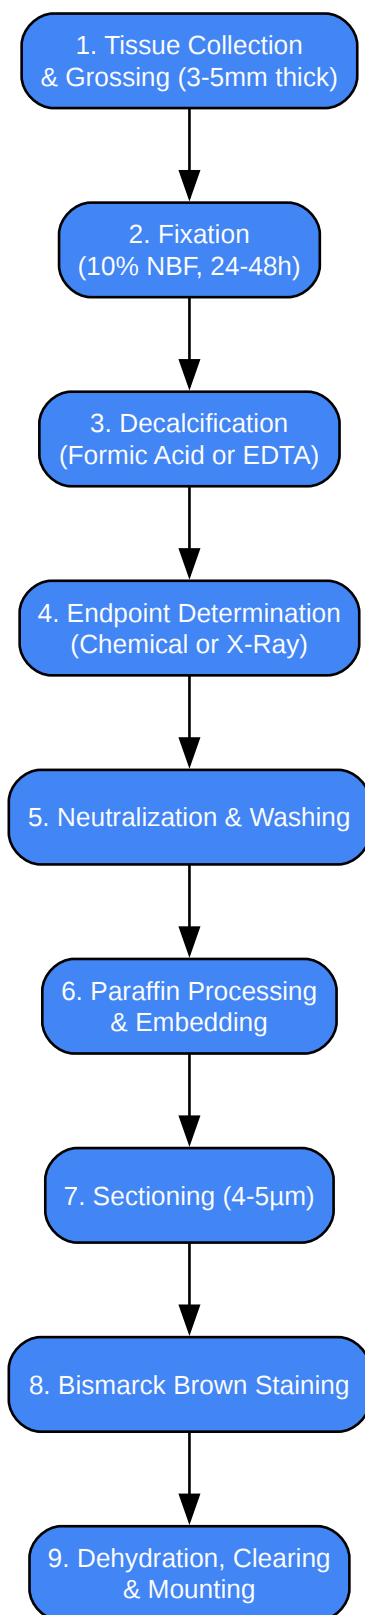 1. Tissue Collection
& Grossing (3-5mm thick)
2. Fixation
(10% NBF, 24-48h)
3. Decalcification
(Formic Acid or EDTA)
4. Endpoint Determination
(Chemical or X-Ray)
5. Neutralization & Washing
6. Paraffin Processing
& Embedding
7. Sectioning (4-5µm)
8. Bismarck Brown Staining
9. Dehydration, Clearing
& Mounting